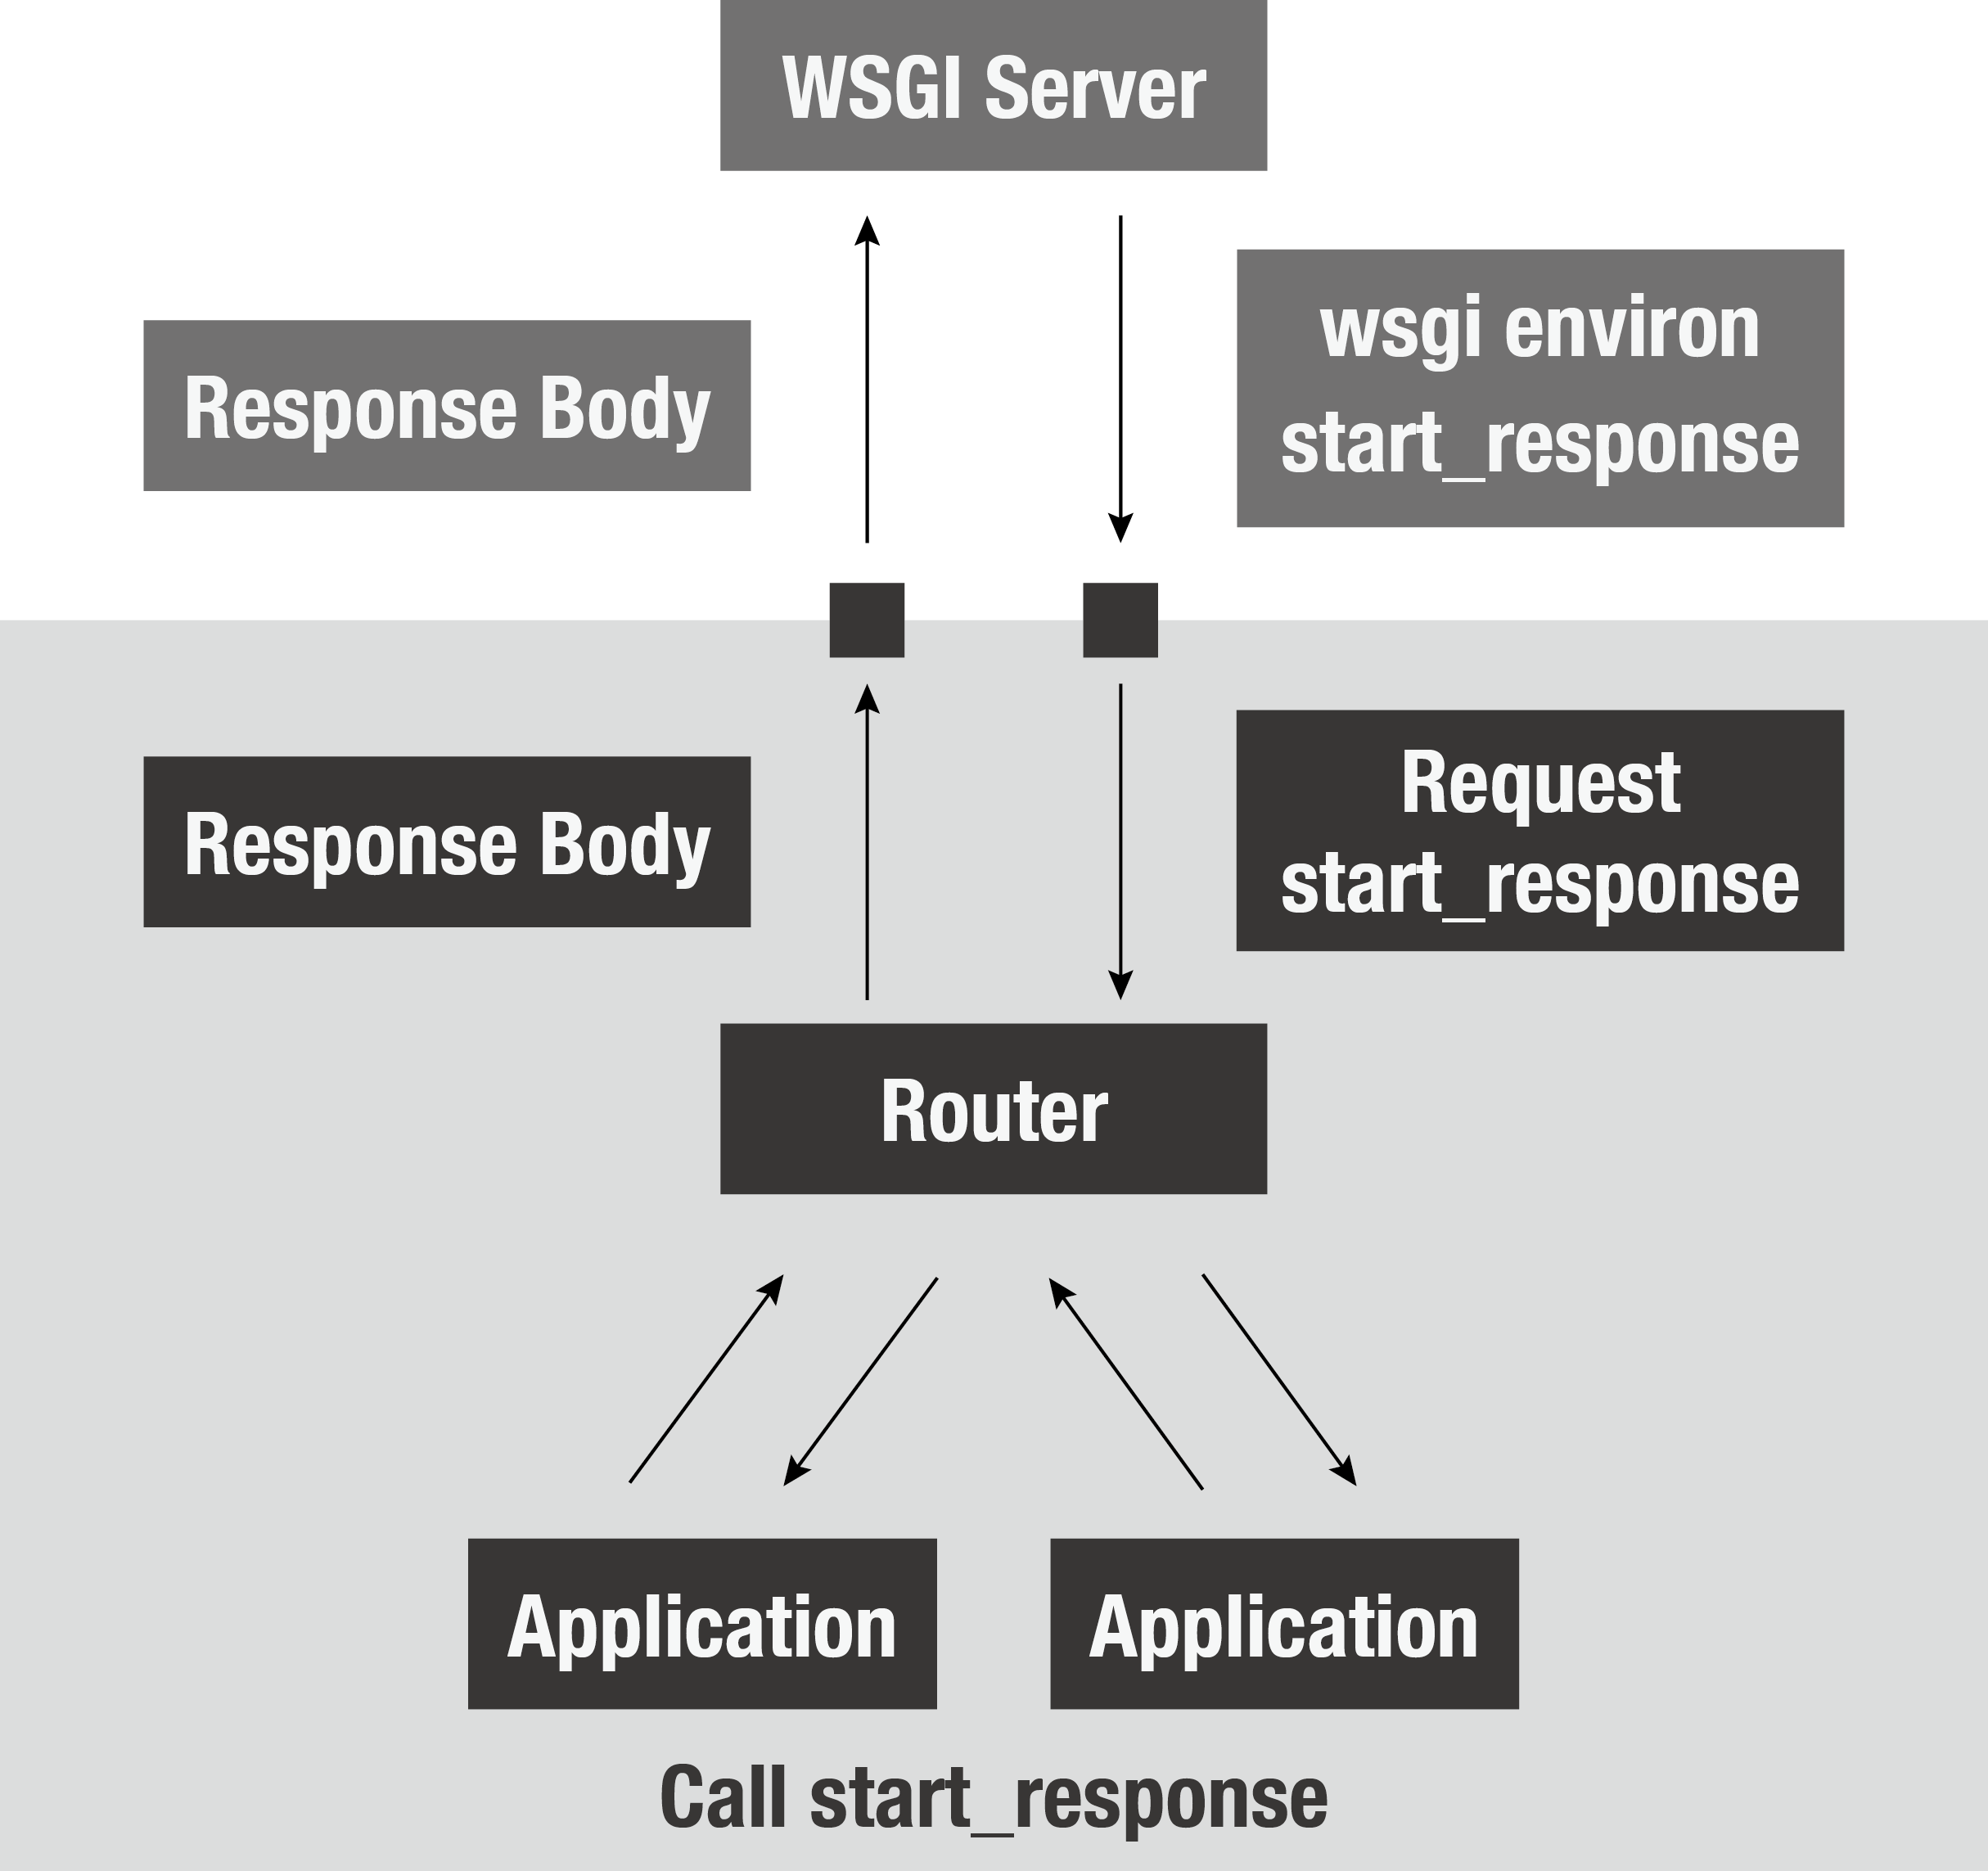 WSGI Server
Response Body
wsgi environ
start_response
Response Body
Request
start_response
Router
Application
Application
Call start_response